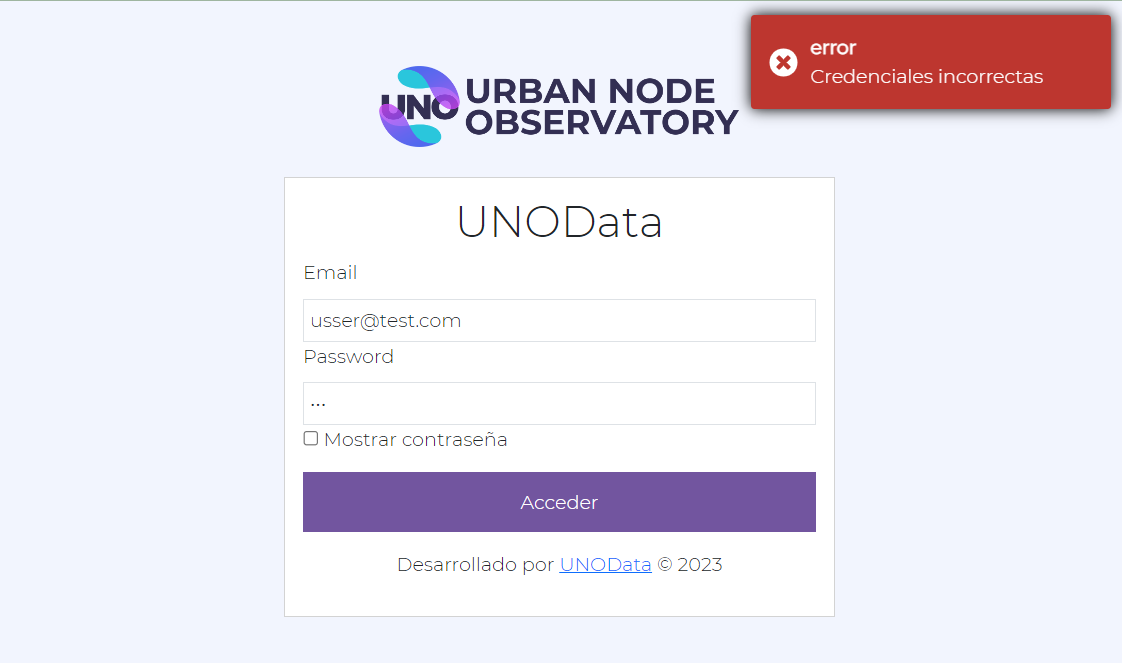 error
Credenciales incorrectas
UNO
URBAN NODE
OBSERVATORY
UNOData
Email
usser@test.com
Password
...
Mostrar contraseña
Acceder
Desarrollado por UNOData © 2023